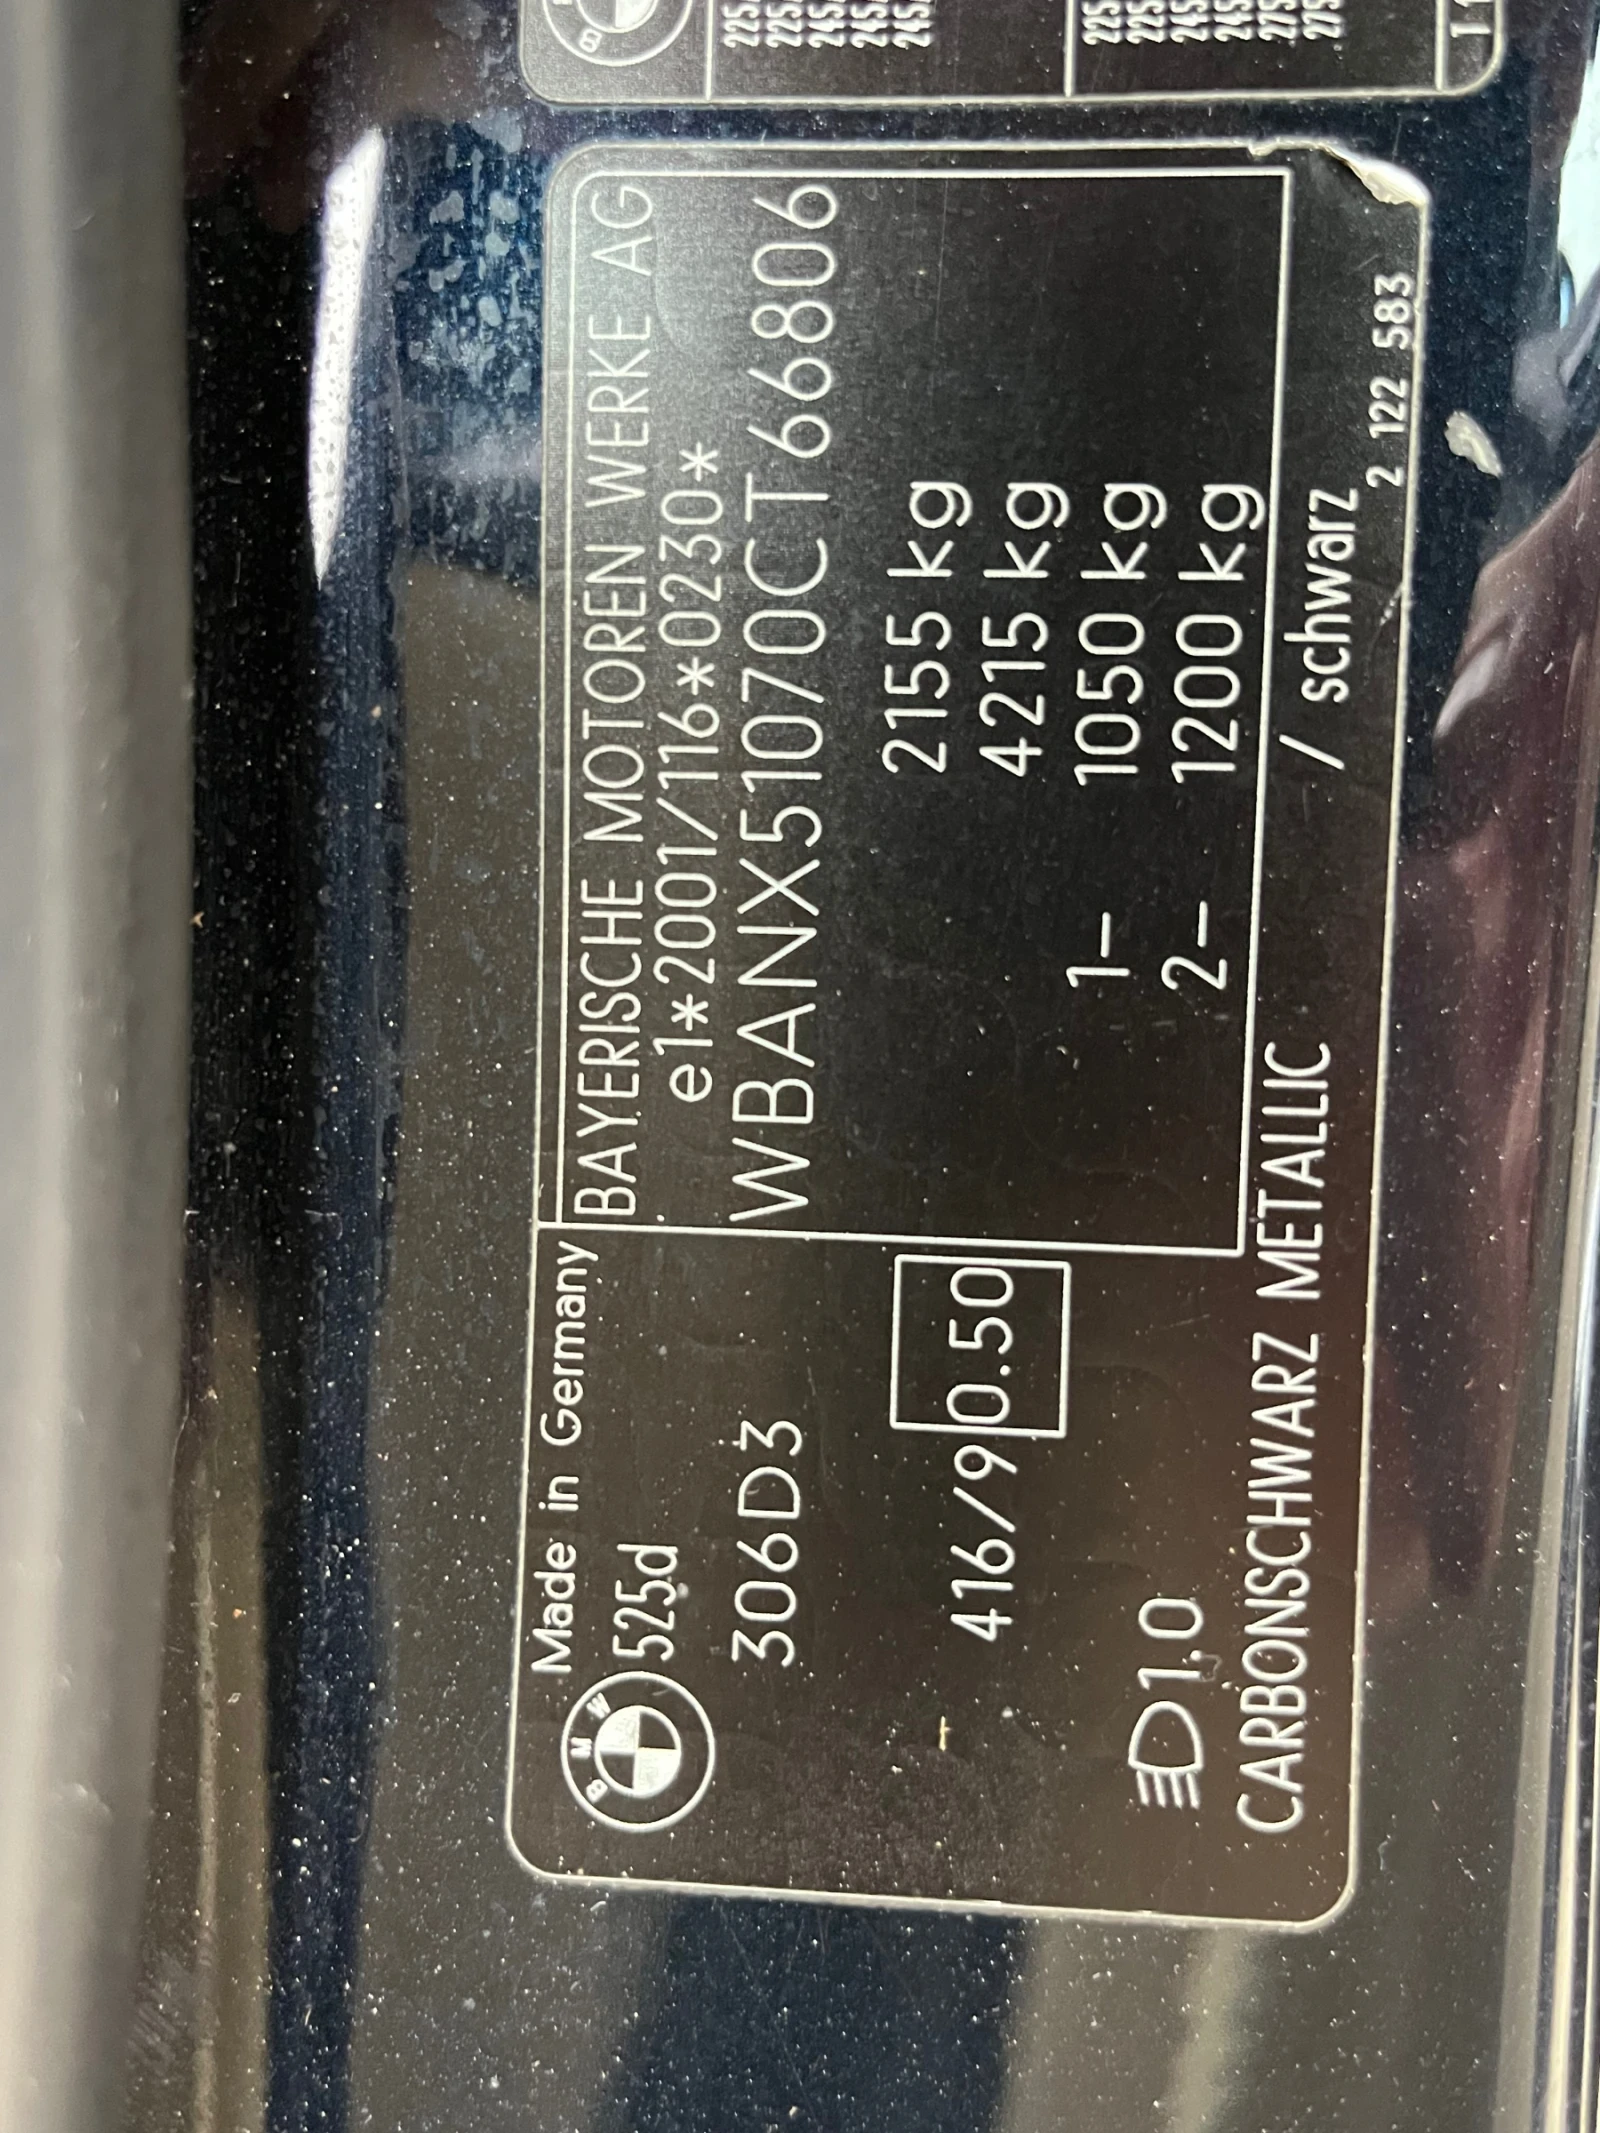 Made in Germany
BMW 525d
BAYERISCHE MOTOREN WERKE AG
e1*2001/116*0230*
306D3 WBANX51070CT66806
2155 kg
416/9 0.50 4215 kg
1- 1050 kg
1.0 2- 1200 kg
CARBONSCHWARZ METALLIC / schwarz
2 122 583